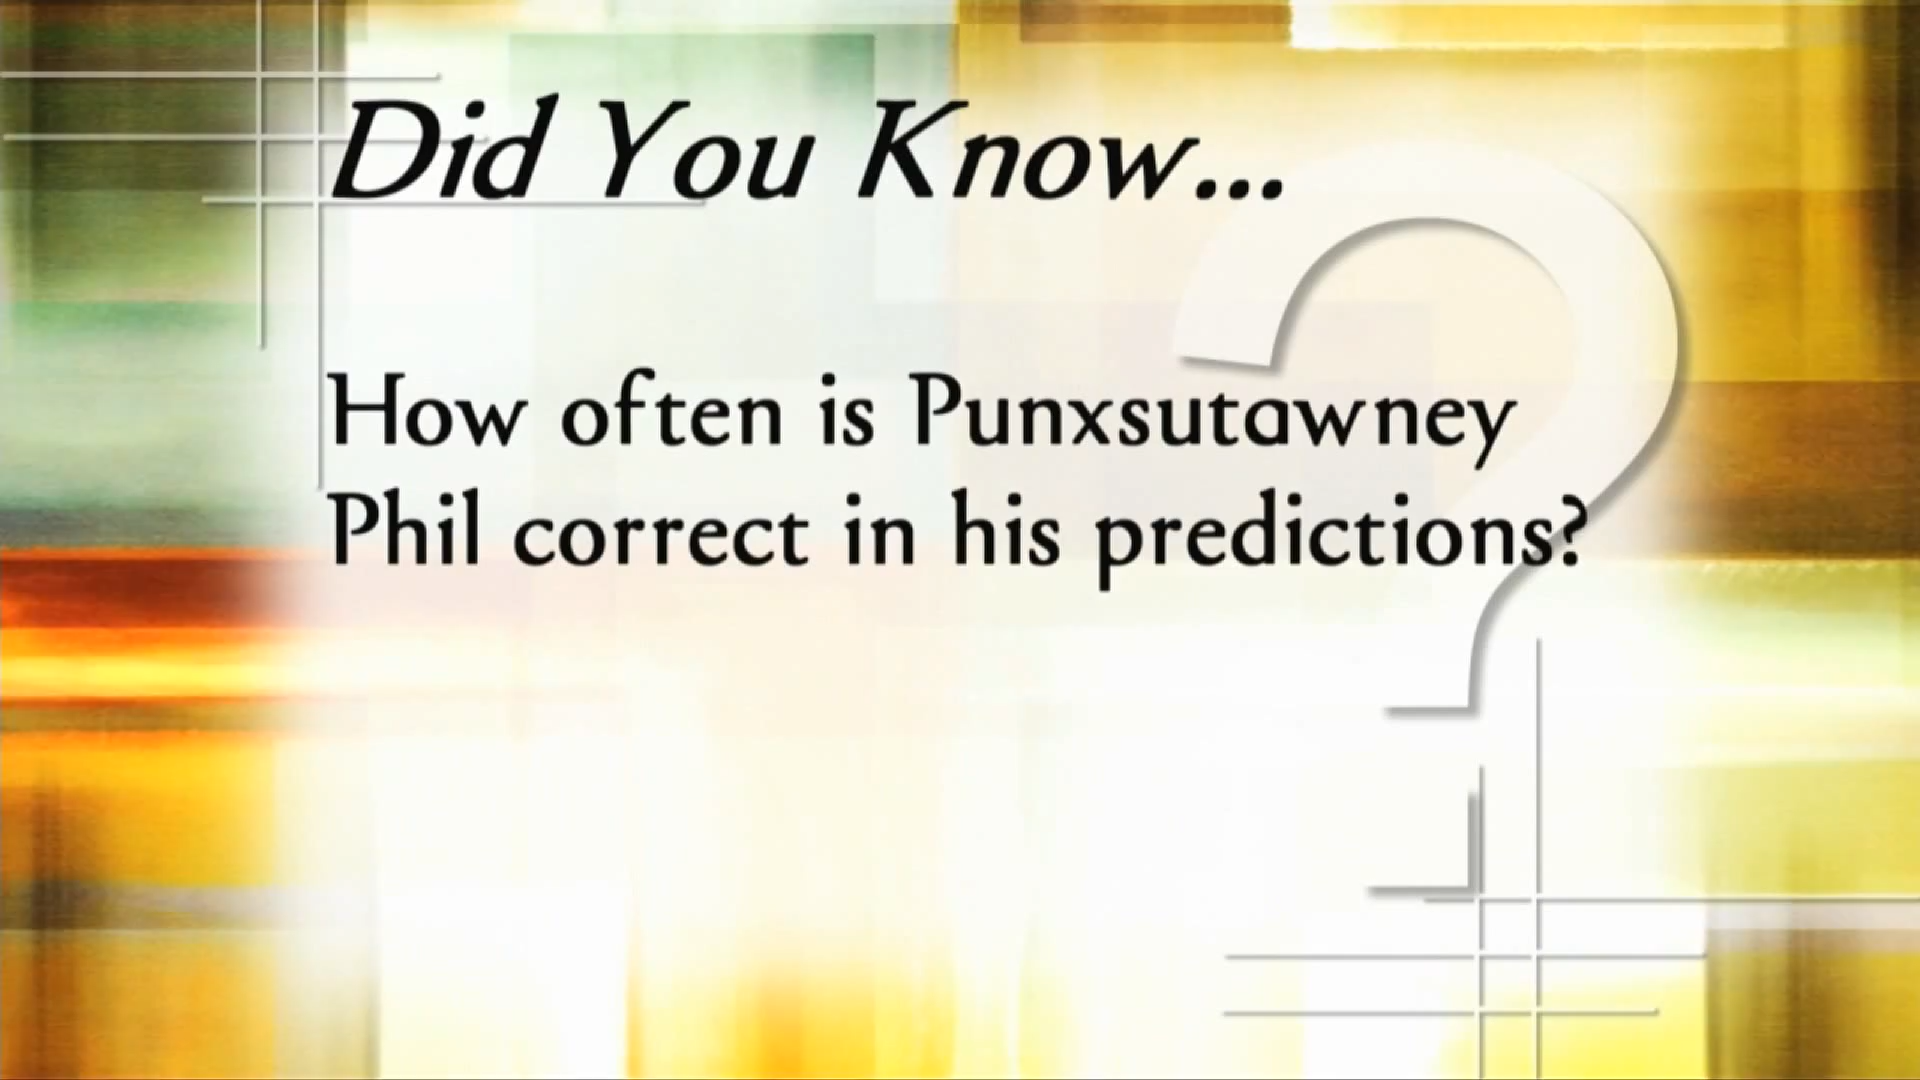 Did You Know...
How often is Punxsutawney
Phil correct in his predictions?